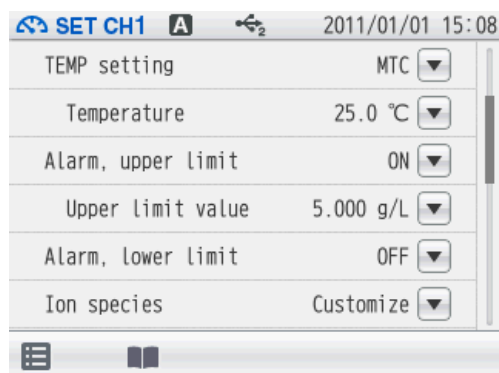 SET CH1 A 2 2011/01/01 15:08
TEMP setting MTC
Temperature 25.0 ℃
Alarm, upper limit ON
Upper limit value 5.000 g/L
Alarm, lower limit OFF
Ion species Customize